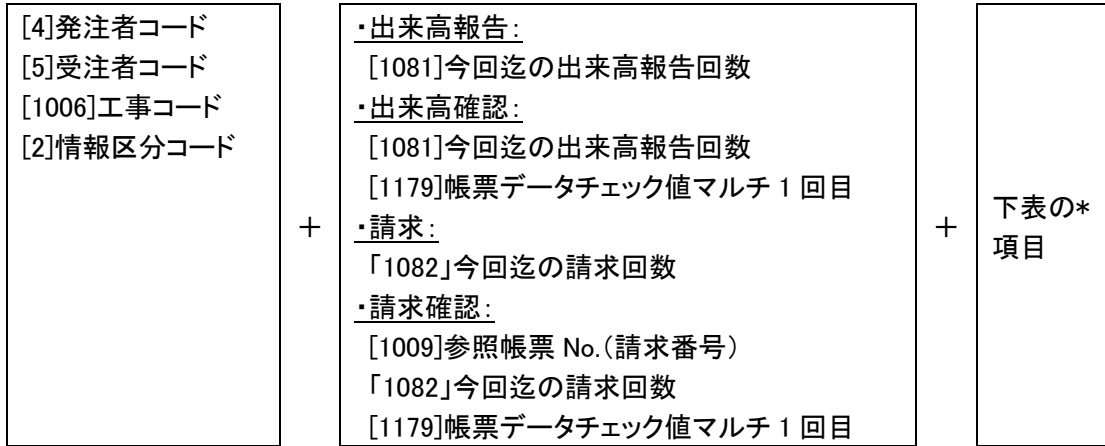 [4]発注者コード
[5]受注者コード
[1006]工事コード
[2]情報区分コード
＋
・出来高報告:
[1081]今回迄の出来高報告回数
・出来高確認:
[1081]今回迄の出来高報告回数
[1179]帳票データチェック値マルチ 1 回目
・請求:
「1082」今回迄の請求回数
・請求確認:
[1009]参照帳票 No.(請求番号)
「1082」今回迄の請求回数
[1179]帳票データチェック値マルチ 1 回目
＋
下表の*
項目